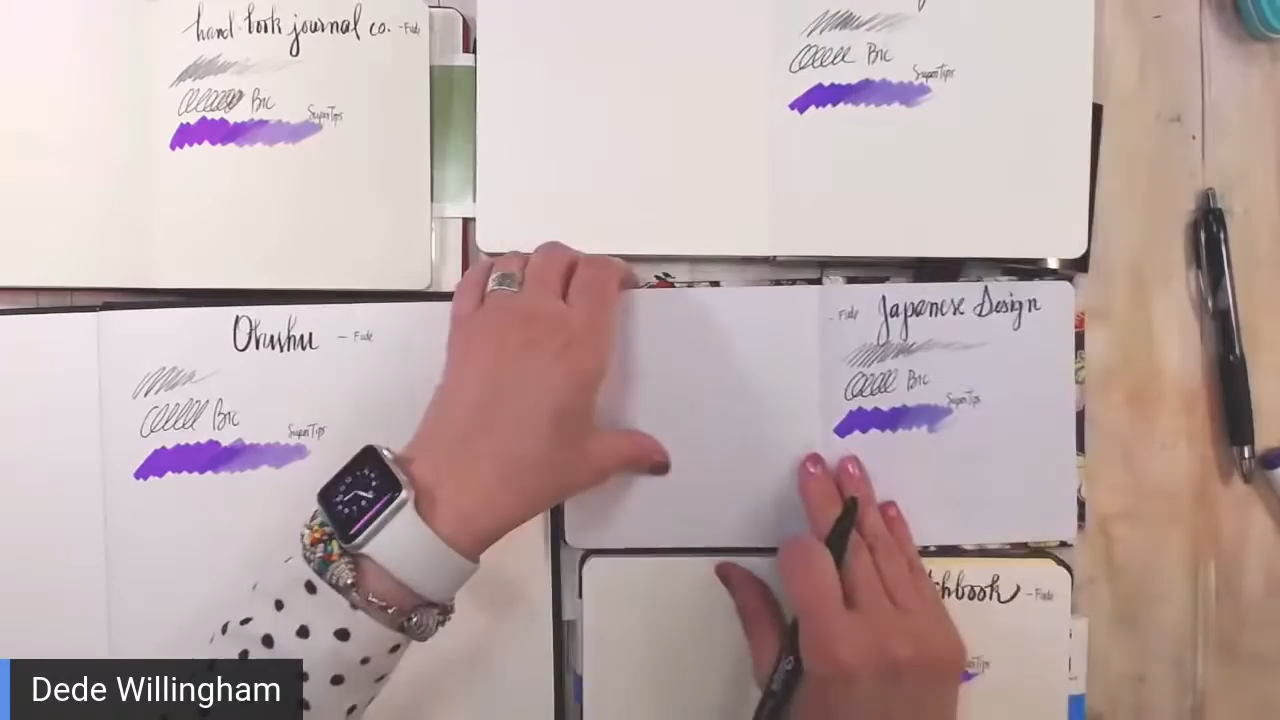 hand·book journal co. - Fude
Bic
SuperTips
Bic
SuperTips
Okushu - Fude
Bic
SuperTips
- Fude Japanese Design
Bic
SuperTips
- Fude
Dede Willingham